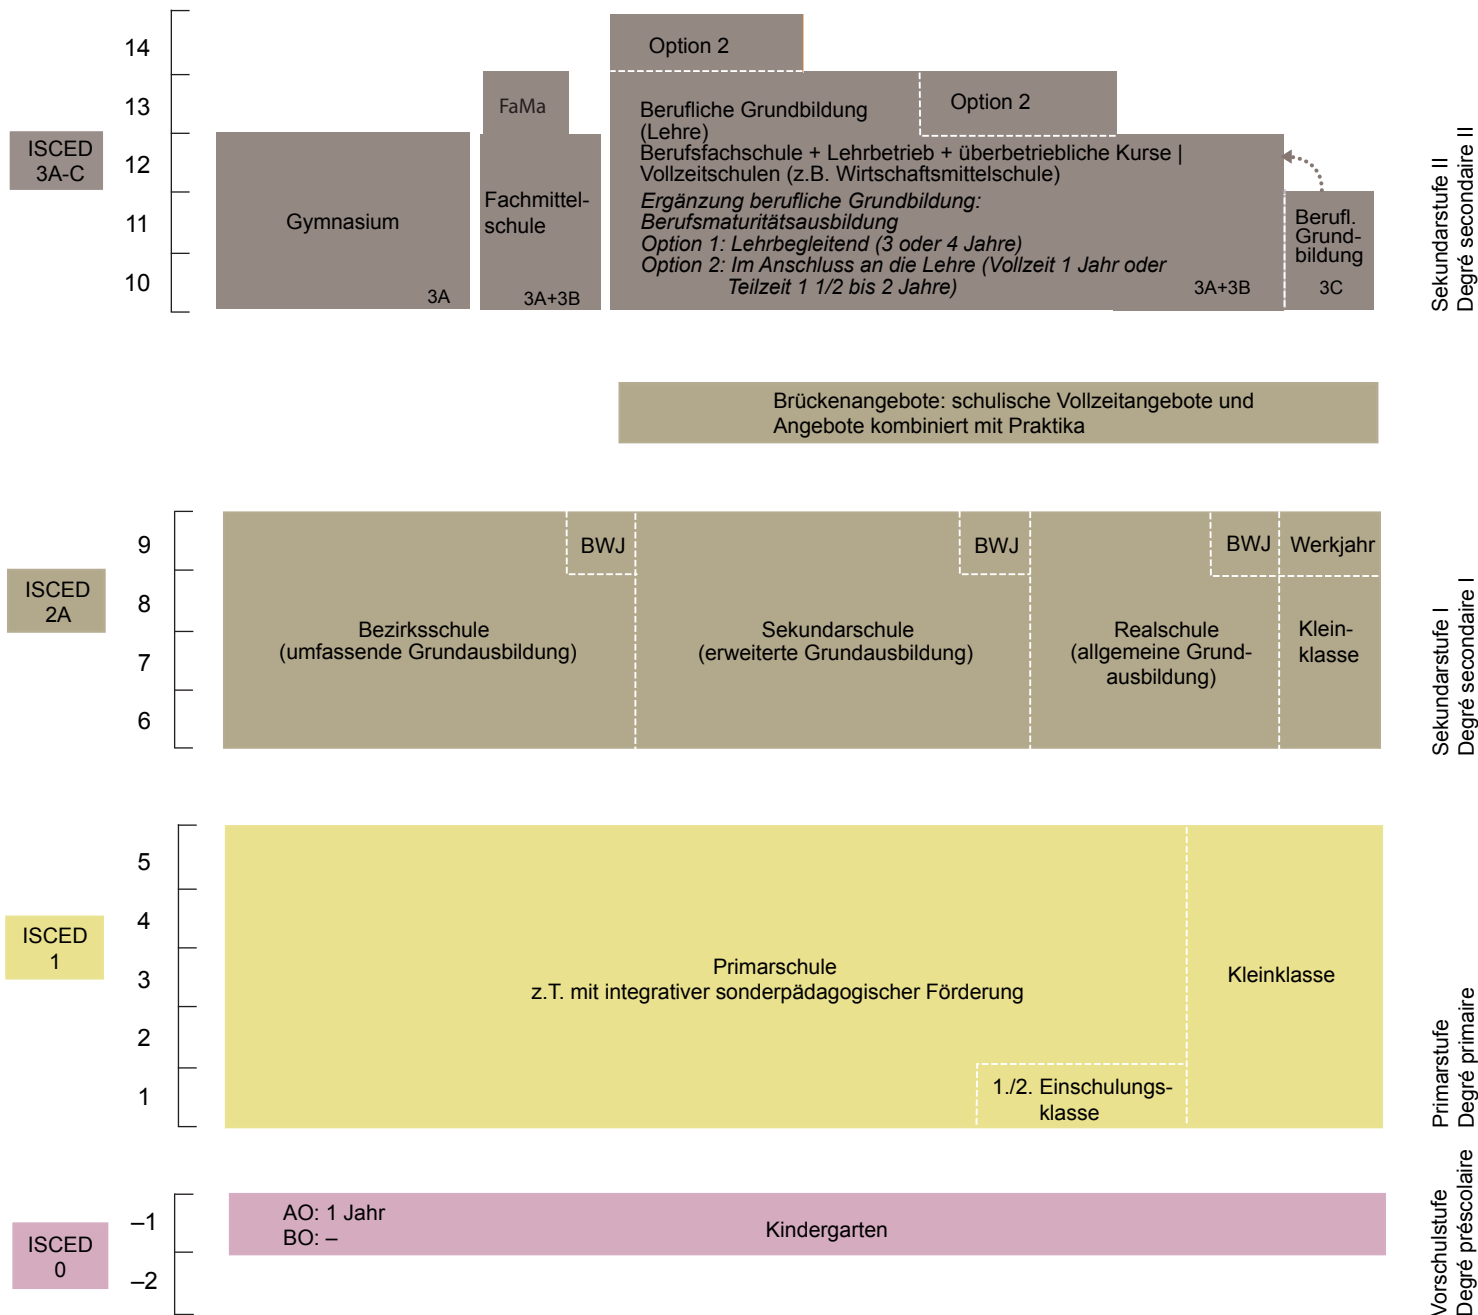 14
13
12
11
10
ISCED
3A-C
Option 2
FaMa
Option 2
Berufliche Grundbildung
(Lehre)
Berufsfachschule + Lehrbetrieb + überbetriebliche Kurse |
Vollzeitschulen (z.B. Wirtschaftsmittelschule)
Ergänzung berufliche Grundbildung:
Berufsmaturitätsausbildung
Option 1: Lehrbegleitend (3 oder 4 Jahre)
Option 2: Im Anschluss an die Lehre (Vollzeit 1 Jahr oder
Teilzeit 1 1/2 bis 2 Jahre)
3A+3B
Gymnasium
3A
Fachmittel-
schule
3A+3B
Berufl.
Grund-
bildung
3C
Sekundarstufe II
Degré secondaire II
Brückenangebote: schulische Vollzeitangebote und
Angebote kombiniert mit Praktika
9
8
7
6
ISCED
2A
BWJ
BWJ
BWJ
Werkjahr
Bezirksschule
(umfassende Grundausbildung)
Sekundarschule
(erweiterte Grundausbildung)
Realschule
(allgemeine Grund-
ausbildung)
Klein-
klasse
Sekundarstufe I
Degré secondaire I
5
4
3
2
1
ISCED
1
Primarschule
z.T. mit integrativer sonderpädagogischer Förderung
Kleinklasse
1./2. Einschulungs-
klasse
Primarstufe
Degré primaire
–1
–2
ISCED
0
AO: 1 Jahr
BO: –
Kindergarten
Vorschulstufe
Degré préscolaire